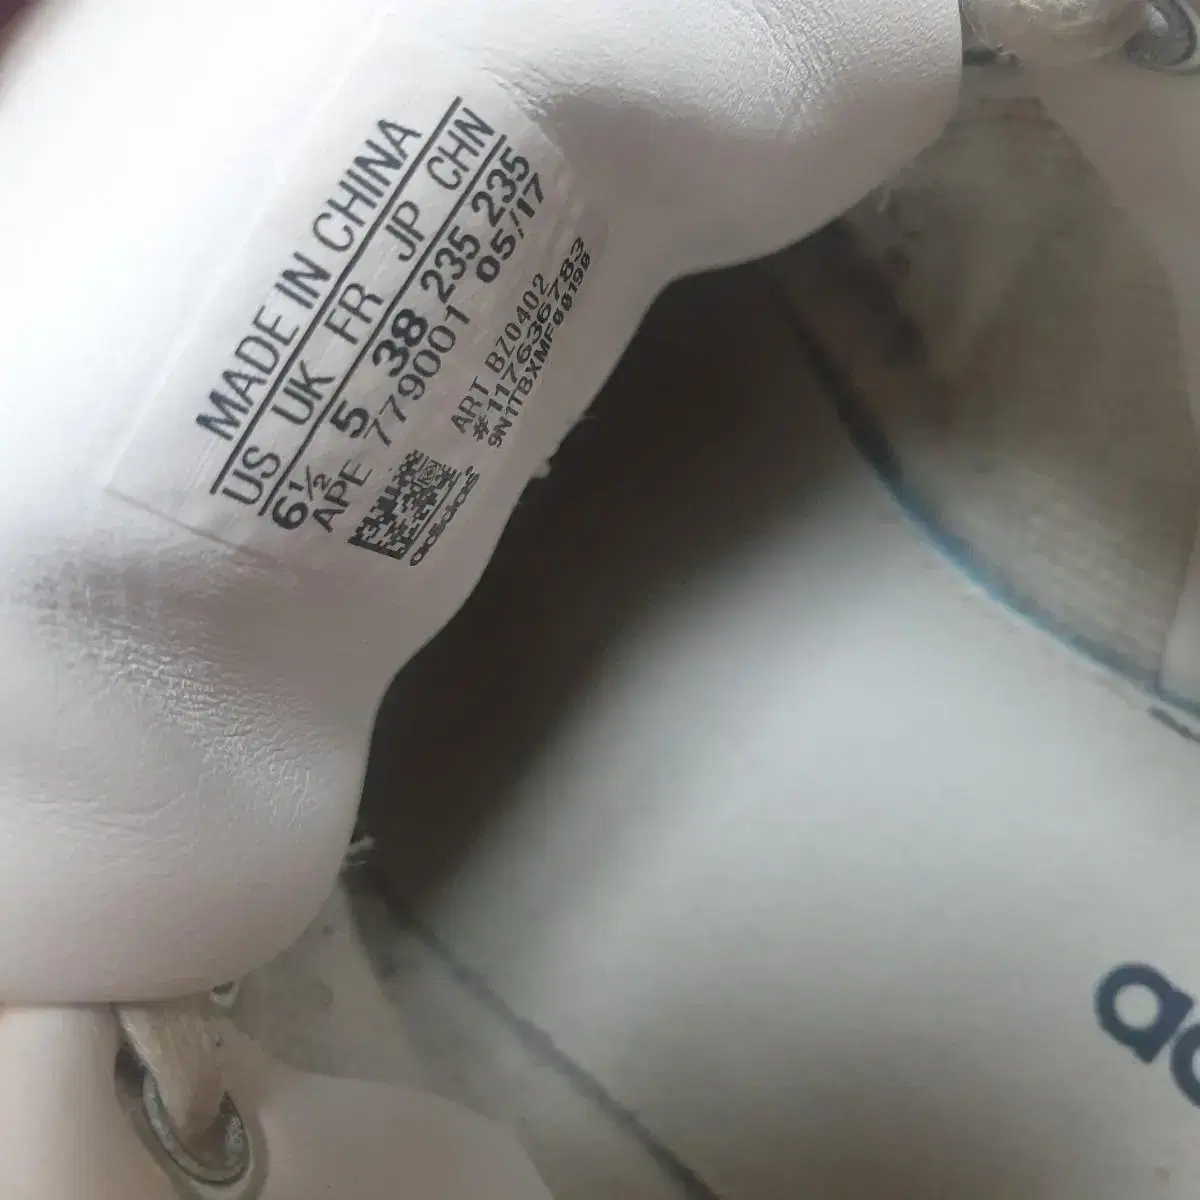 MADE IN CHINA
US UK FR JP CHN
6½ 5 38 235 235
APE 779001 05/17
ART BZ0402
#117636783
9N1TBXMF00190
adidas